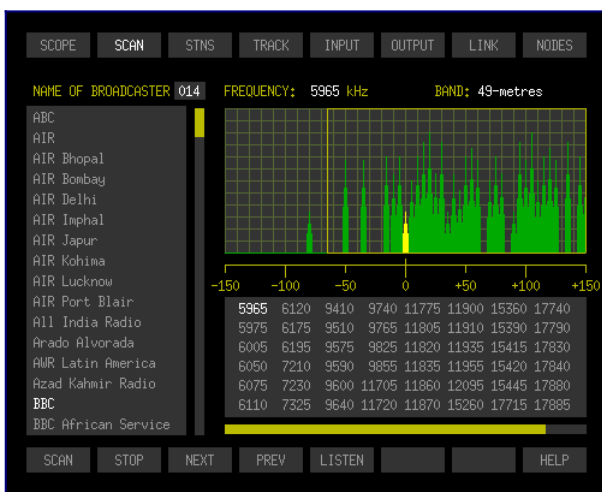 SCOPE SCAN STNS TRACK INPUT OUTPUT LINK NODES
NAME OF BROADCASTER 014 FREQUENCY: 5965 kHz BAND: 49-metres
ABC
AIR
AIR Bhopal
AIR Bombay
AIR Delhi
AIR Imphal
AIR Japur
AIR Kohima
AIR Lucknow
AIR Port Blair
All India Radio
Arado Alvorada
AWR Latin America
Azad Kahmir Radio
BBC
BBC African Service
-150 -100 -50 0 +50 +100 +150
5965 6120 9410 9740 11775 11900 15360 17740
5975 6175 9510 9765 11805 11910 15390 17790
6005 6195 9575 9825 11820 11935 15415 17830
6050 7210 9590 9855 11835 11955 15420 17840
6075 7230 9600 11705 11860 12095 15445 17880
6110 7325 9640 11720 11870 15260 17715 17885
SCAN STOP NEXT PREV LISTEN HELP